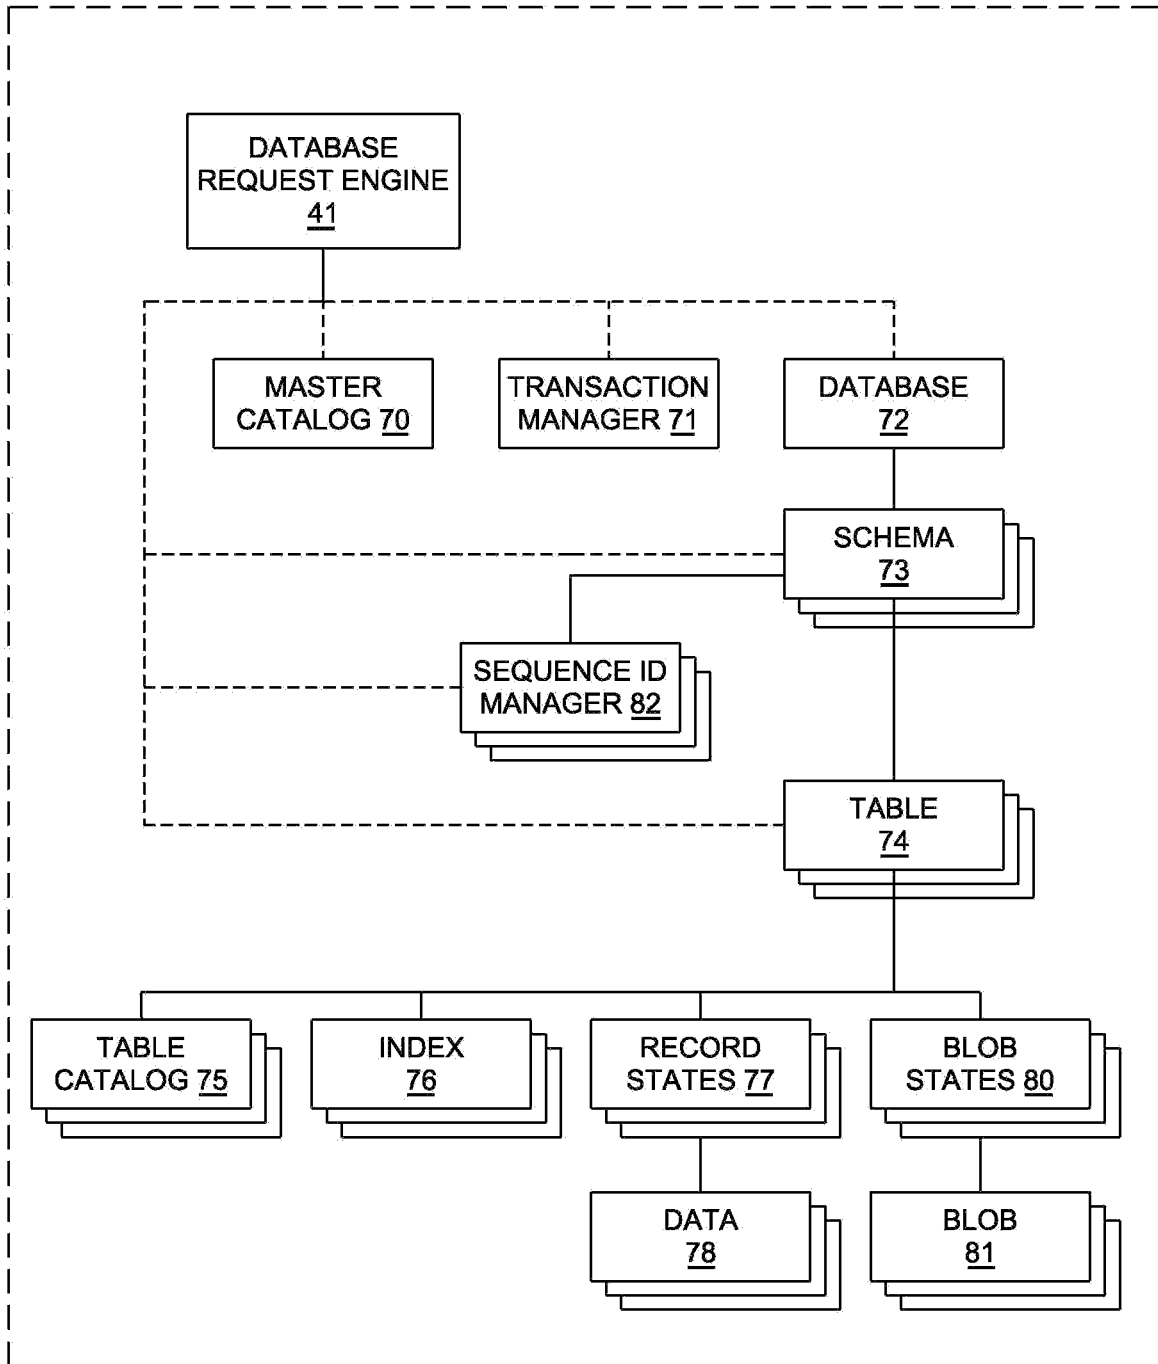 DATABASE
REQUEST ENGINE
41
MASTER
CATALOG 70
TRANSACTION
MANAGER 71
DATABASE
72
SCHEMA
73
SEQUENCE ID
MANAGER 82
TABLE
74
TABLE
CATALOG 75
INDEX
76
RECORD
STATES 77
BLOB
STATES 80
DATA
78
BLOB
81